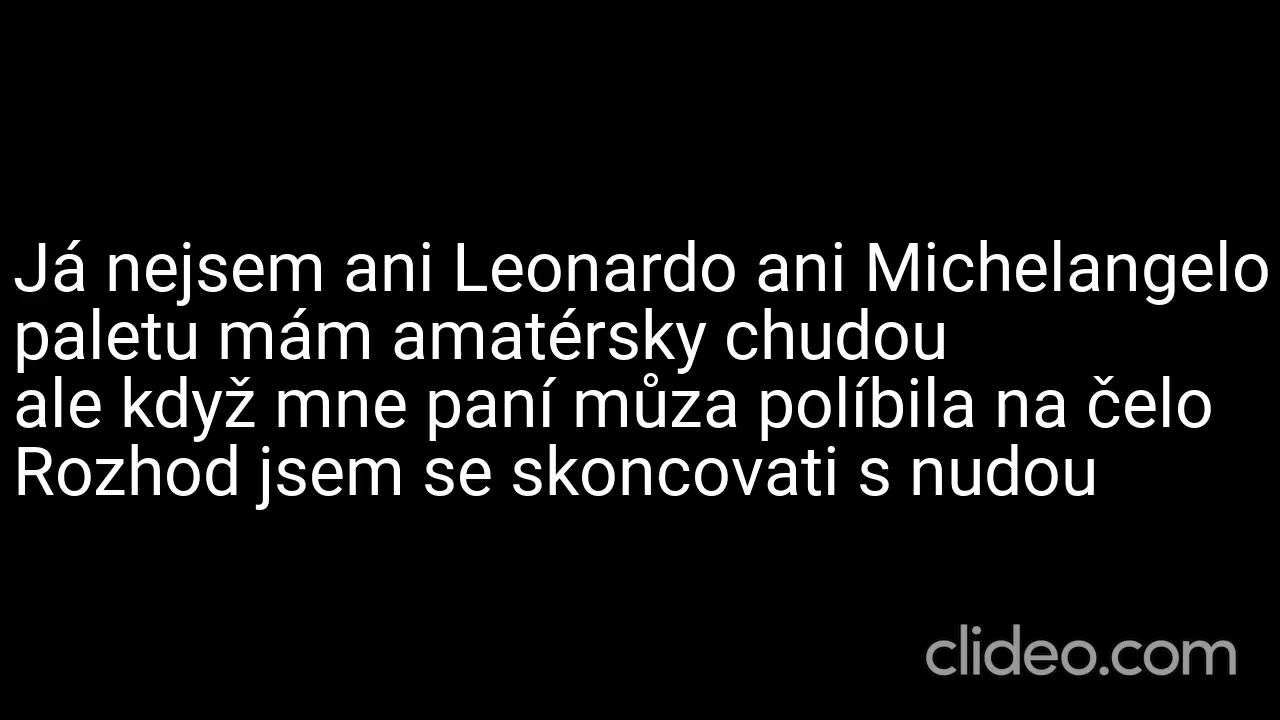 Já nejsem ani Leonardo ani Michelangelo
paletu mám amatérsky chudou
ale když mne paní můza políbila na čelo
Rozhod jsem se skoncovati s nudou
clideo.com